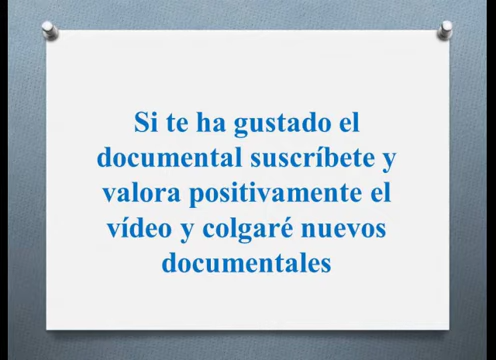 Si te ha gustado el
documental suscríbete y
valora positivamente el
vídeo y colgaré nuevos
documentales